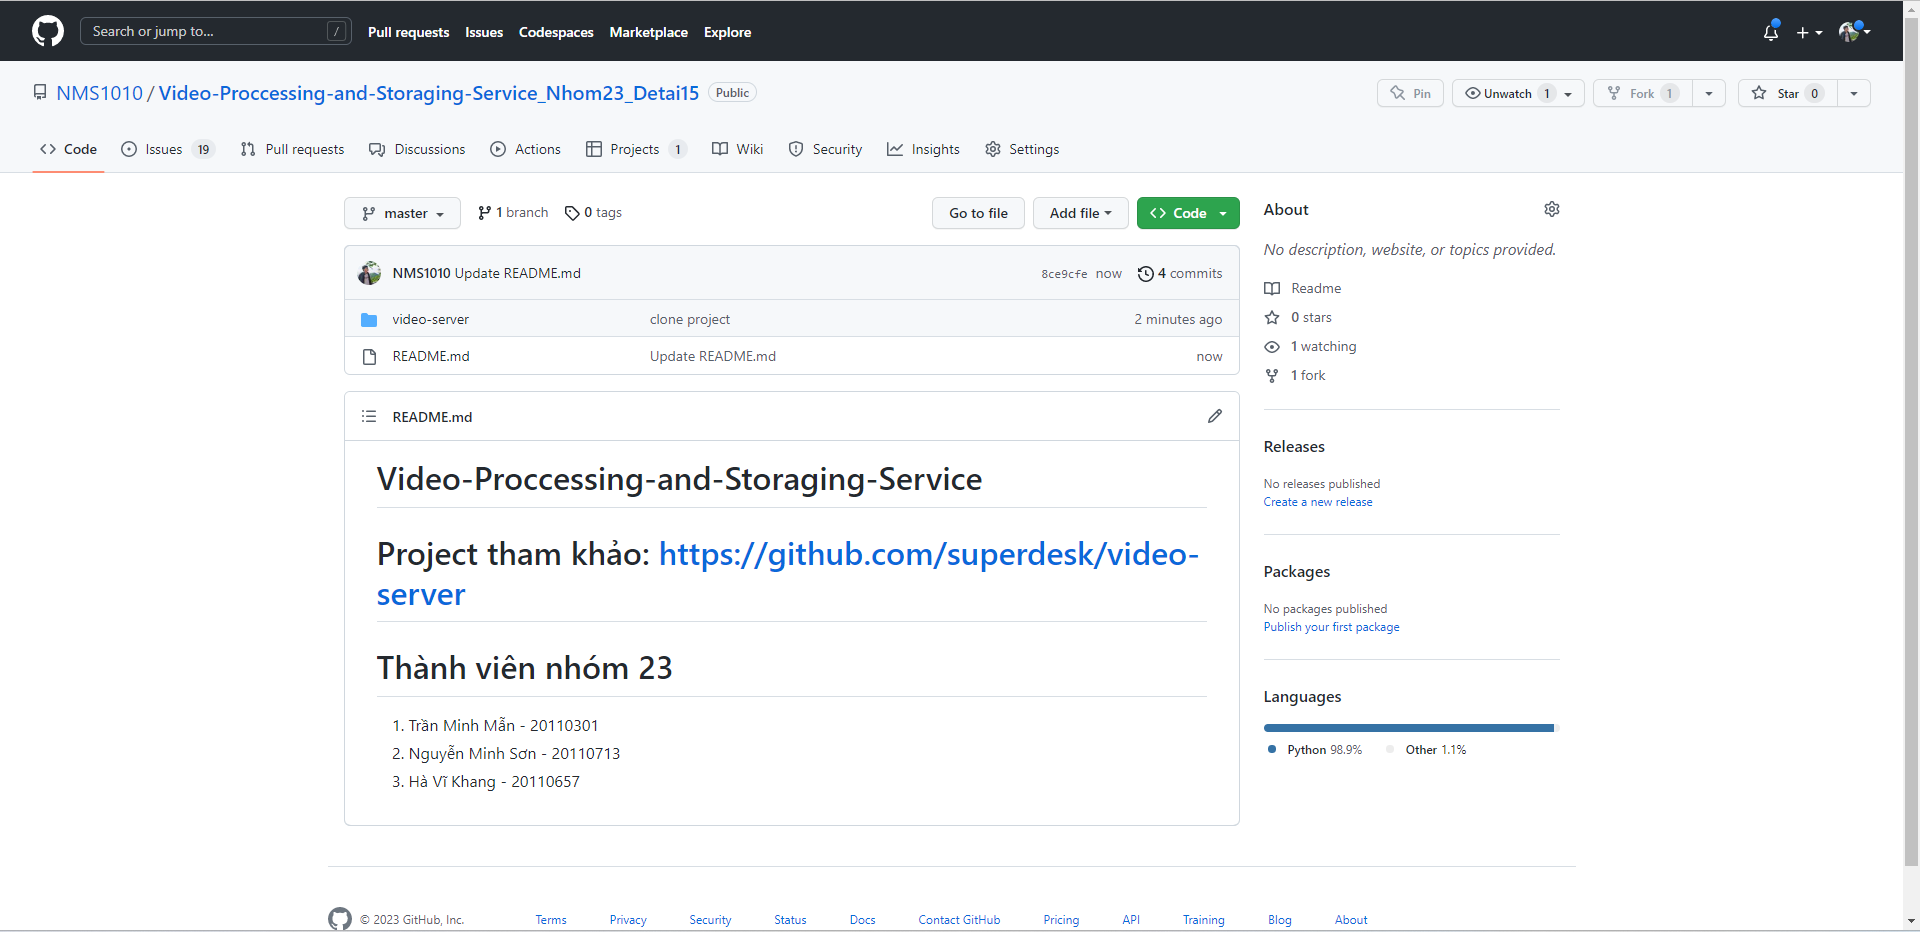 Search or jump to... /
Pull requests Issues Codespaces Marketplace Explore
NMS1010 / Video-Proccessing-and-Storaging-Service_Nhom23_Detai15 Public
Pin Unwatch 1 Fork 1 Star 0
Code Issues 19 Pull requests Discussions Actions Projects 1 Wiki Security Insights Settings
master 1 branch 0 tags Go to file Add file Code
NMS1010 Update README.md 8ce9cfe now 4 commits
video-server clone project 2 minutes ago
README.md Update README.md now
README.md
Video-Proccessing-and-Storaging-Service
Project tham khảo: https://github.com/superdesk/video-
server
Thành viên nhóm 23
1. Trần Minh Mẫn - 20110301
2. Nguyễn Minh Sơn - 20110713
3. Hà Vĩ Khang - 20110657
About
No description, website, or topics provided.
Readme
0 stars
1 watching
1 fork
Releases
No releases published
Create a new release
Packages
No packages published
Publish your first package
Languages
Python 98.9% Other 1.1%
© 2023 GitHub, Inc. Terms Privacy Security Status Docs Contact GitHub Pricing API Training Blog About